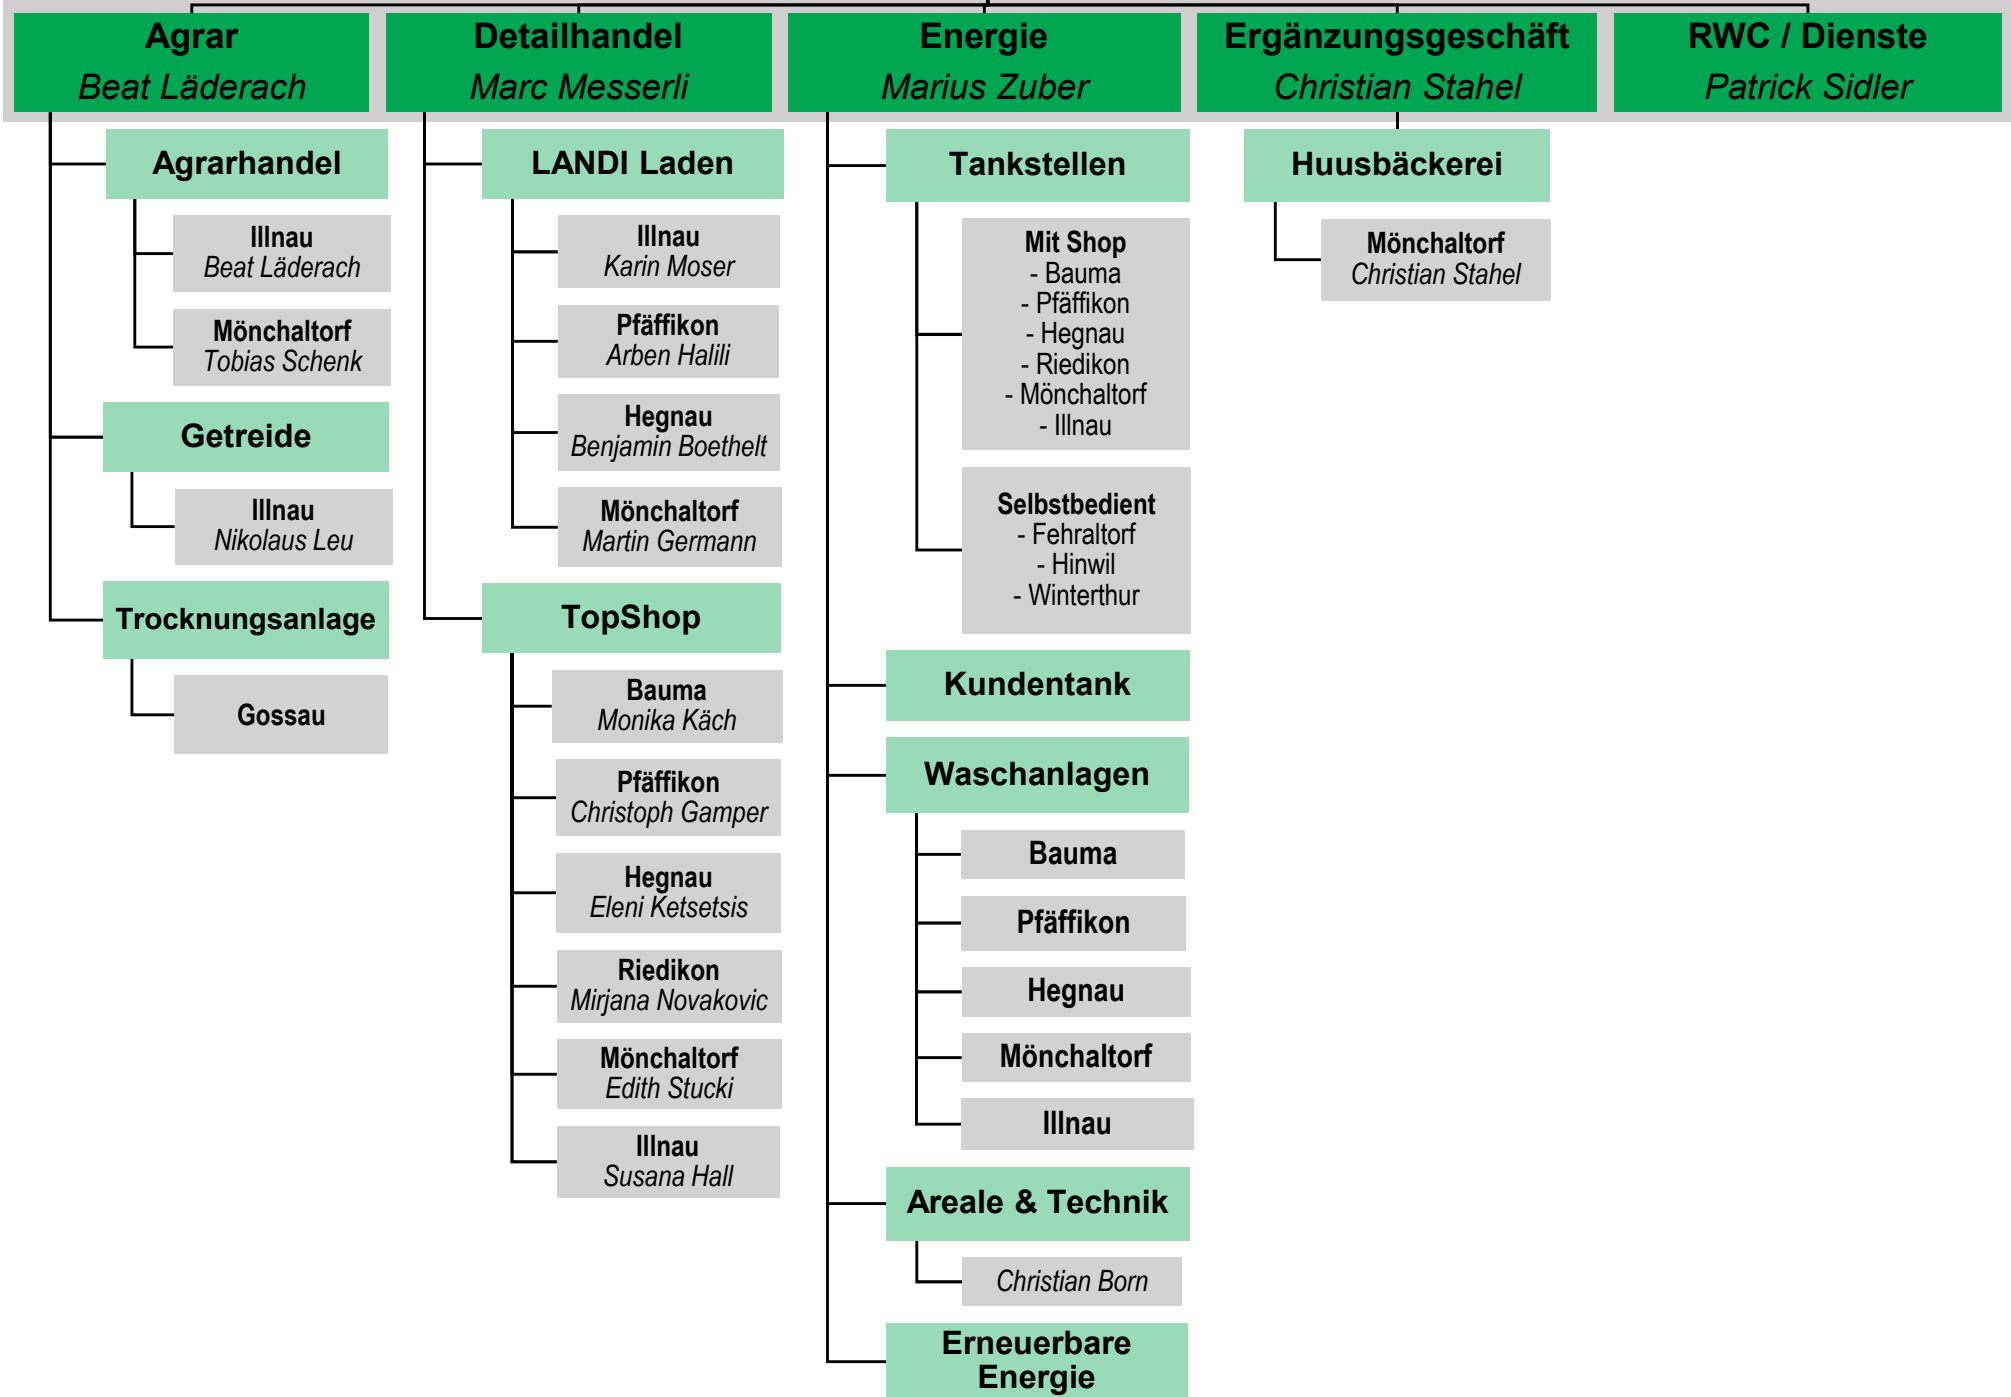 Agrar
Beat Läderach
Detailhandel
Marc Messerli
Energie
Marius Zuber
Ergänzungsgeschäft
Christian Stahel
RWC / Dienste
Patrick Sidler
Agrarhandel
Illnau
Beat Läderach
Mönchaltorf
Tobias Schenk
Getreide
Illnau
Nikolaus Leu
Trocknungsanlage
Gossau
LANDI Laden
Illnau
Karin Moser
Pfäffikon
Arben Halili
Hegnau
Benjamin Boethelt
Mönchaltorf
Martin Germann
TopShop
Bauma
Monika Käch
Pfäffikon
Christoph Gamper
Hegnau
Eleni Ketsetsis
Riedikon
Mirjana Novakovic
Mönchaltorf
Edith Stucki
Illnau
Susana Hall
Tankstellen
Mit Shop
- Bauma
- Pfäffikon
- Hegnau
- Riedikon
- Mönchaltorf
- Illnau
Selbstbedient
- Fehraltorf
- Hinwil
- Winterthur
Kundentank
Waschanlagen
Bauma
Pfäffikon
Hegnau
Mönchaltorf
Illnau
Areale & Technik
Christian Born
Erneuerbare
Energie
Huusbäckerei
Mönchaltorf
Christian Stahel